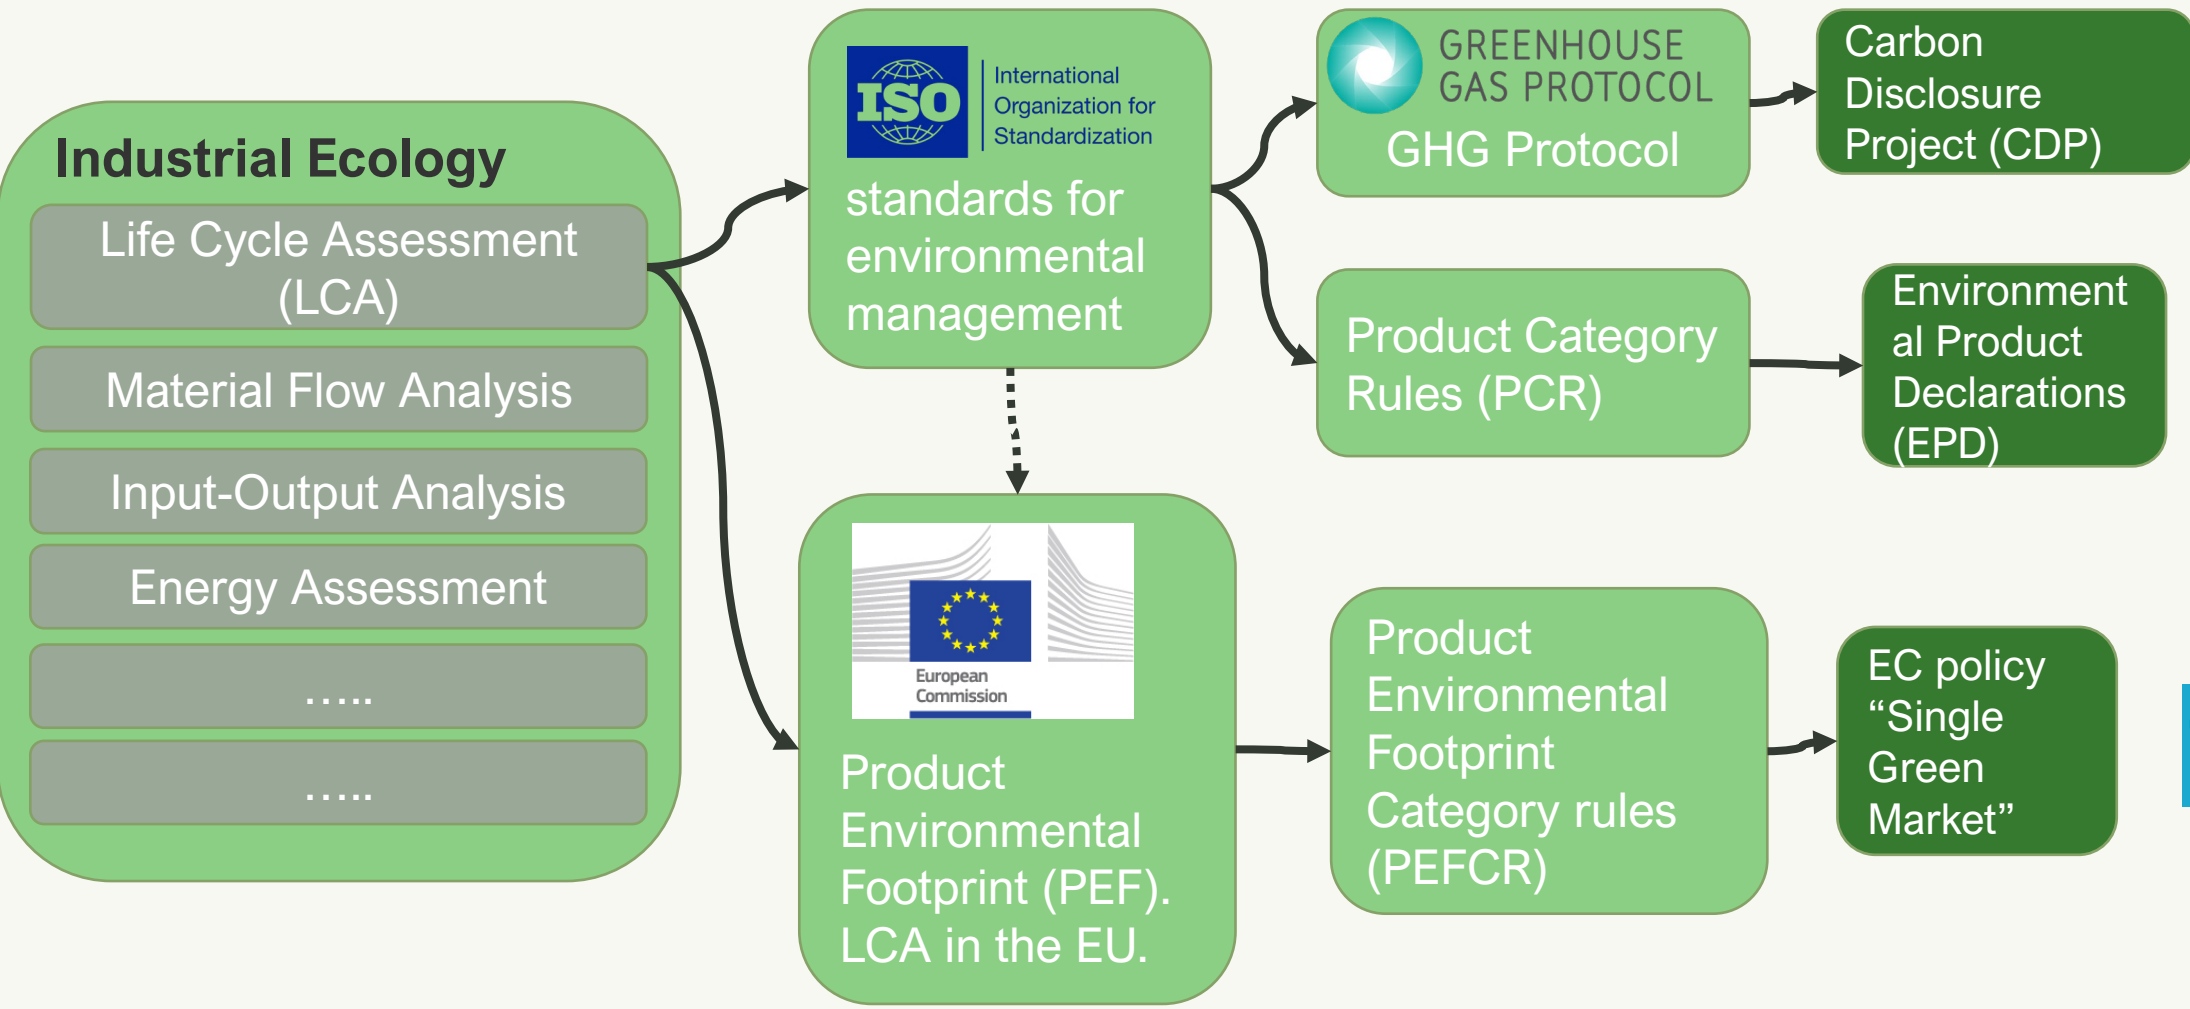 Industrial Ecology
Life Cycle Assessment
(LCA)
Material Flow Analysis
Input-Output Analysis
Energy Assessment
.....
.....
ISO
International
Organization for
Standardization
standards for
environmental
management
European
Commission
Product
Environmental
Footprint (PEF).
LCA in the EU.
GREENHOUSE
GAS PROTOCOL
GHG Protocol
Product Category
Rules (PCR)
Product
Environmental
Footprint
Category rules
(PEFCR)
Carbon
Disclosure
Project (CDP)
Environment
al Product
Declarations
(EPD)
EC policy
“Single
Green
Market”